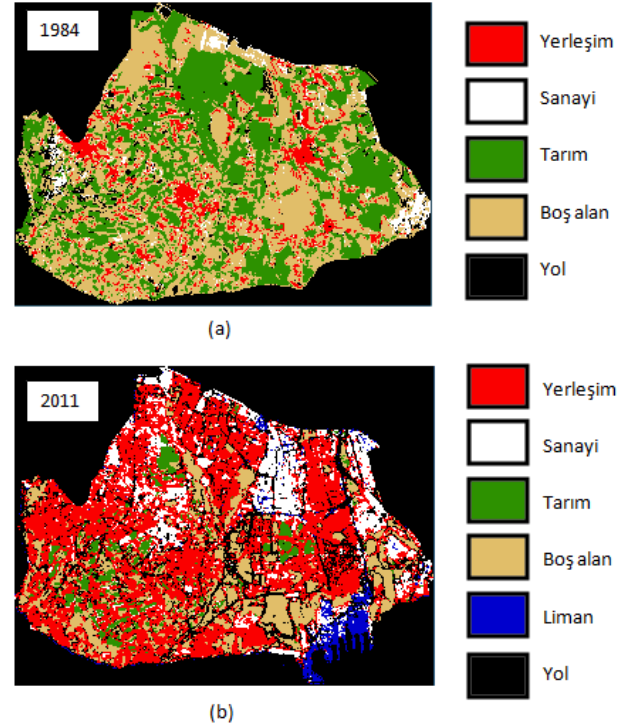 1984
Yerleşim
Sanayi
Tarım
Boş alan
Yol
(a)
2011
Yerleşim
Sanayi
Tarım
Boş alan
Liman
Yol
(b)